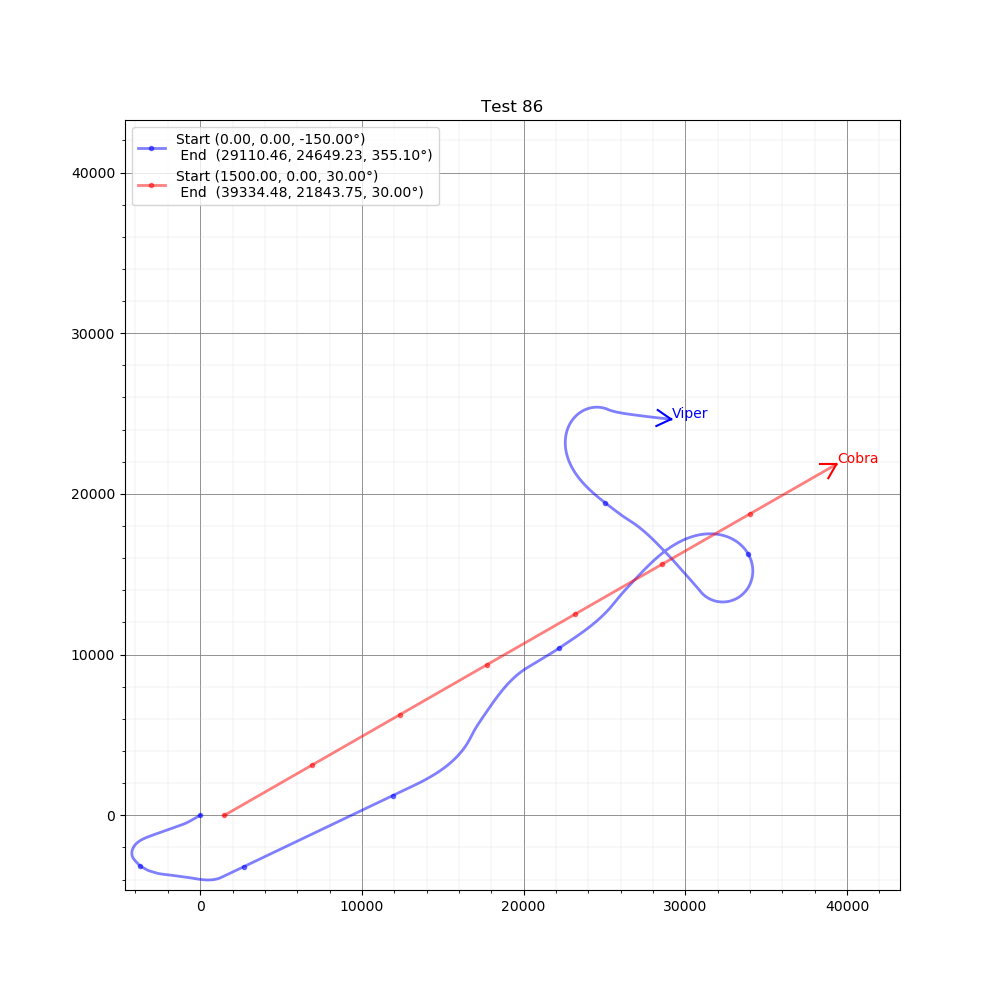 Test 86
Start (0.00, 0.00, -150.00°)
End  (29110.46, 24649.23, 355.10°)
Start (1500.00, 0.00, 30.00°)
End  (39334.48, 21843.75, 30.00°)
40000
30000
20000
10000
0
Viper
Cobra
0
10000
20000
30000
40000